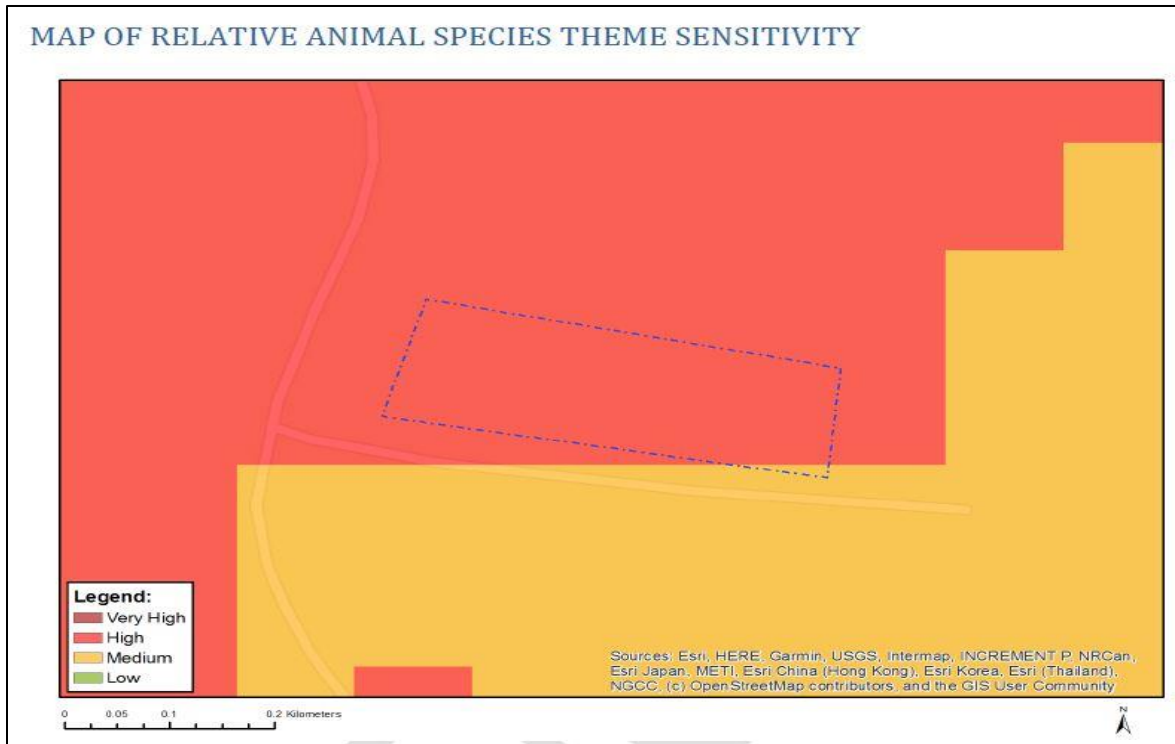 MAP OF RELATIVE ANIMAL SPECIES THEME SENSITIVITY
Legend:
Very High
High
Medium
Low
Sources: Esri, HERE, Garmin, USGS, Intermap, INCREMENT P, NRCan,
Esri Japan, METI, Esri China (Hong Kong), Esri Korea, Esri (Thailand),
NGCC, (c) OpenStreetMap contributors, and the GIS User Community
0 0.05 0.1 0.2 Kilometers
N